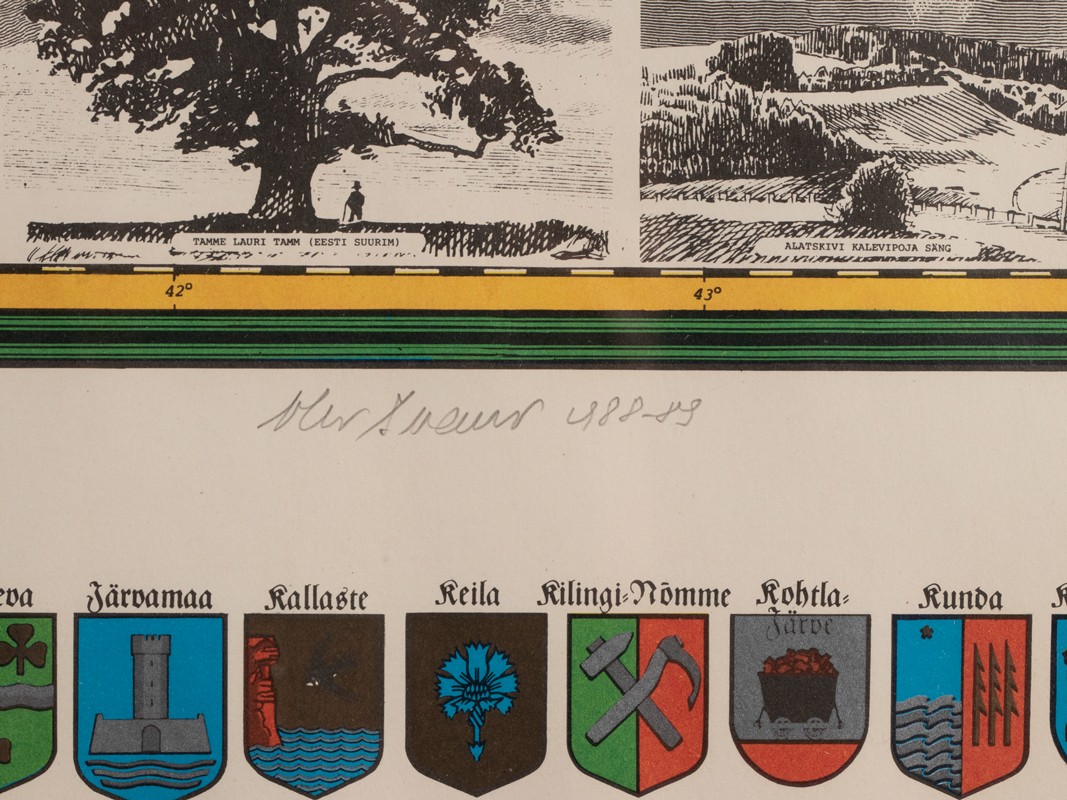 TAMME LAURI TAMM (EESTI SUURIM)
ALATSKIVI KALEVIPOJA SÄNG
42° 43°
1988-89
eva Järvamaa Kallaste Keila Kilingi-Nõmme Kohtla- Kunda K
Järve